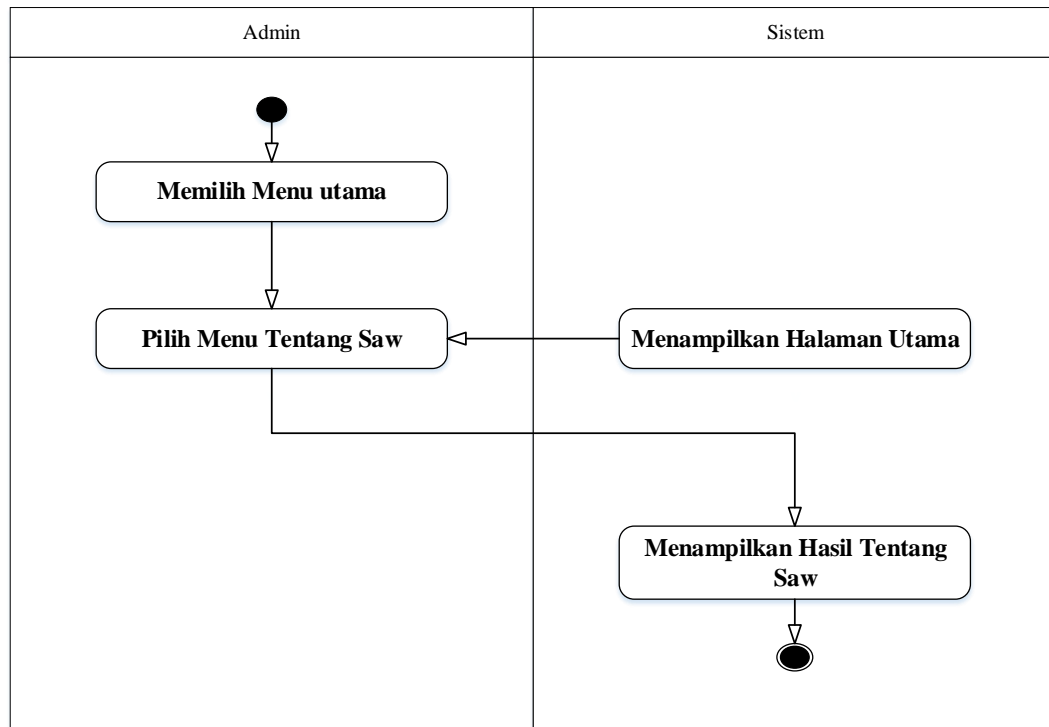 Admin
Sistem
Memilih Menu utama
Pilih Menu Tentang Saw
Menampilkan Halaman Utama
Menampilkan Hasil Tentang
Saw